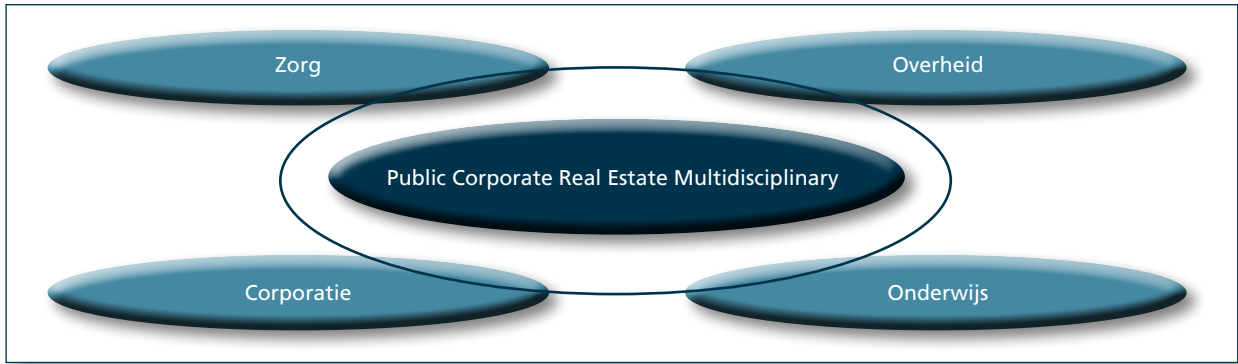 Zorg
Overheid
Public Corporate Real Estate Multidisciplinary
Corporatie
Onderwijs